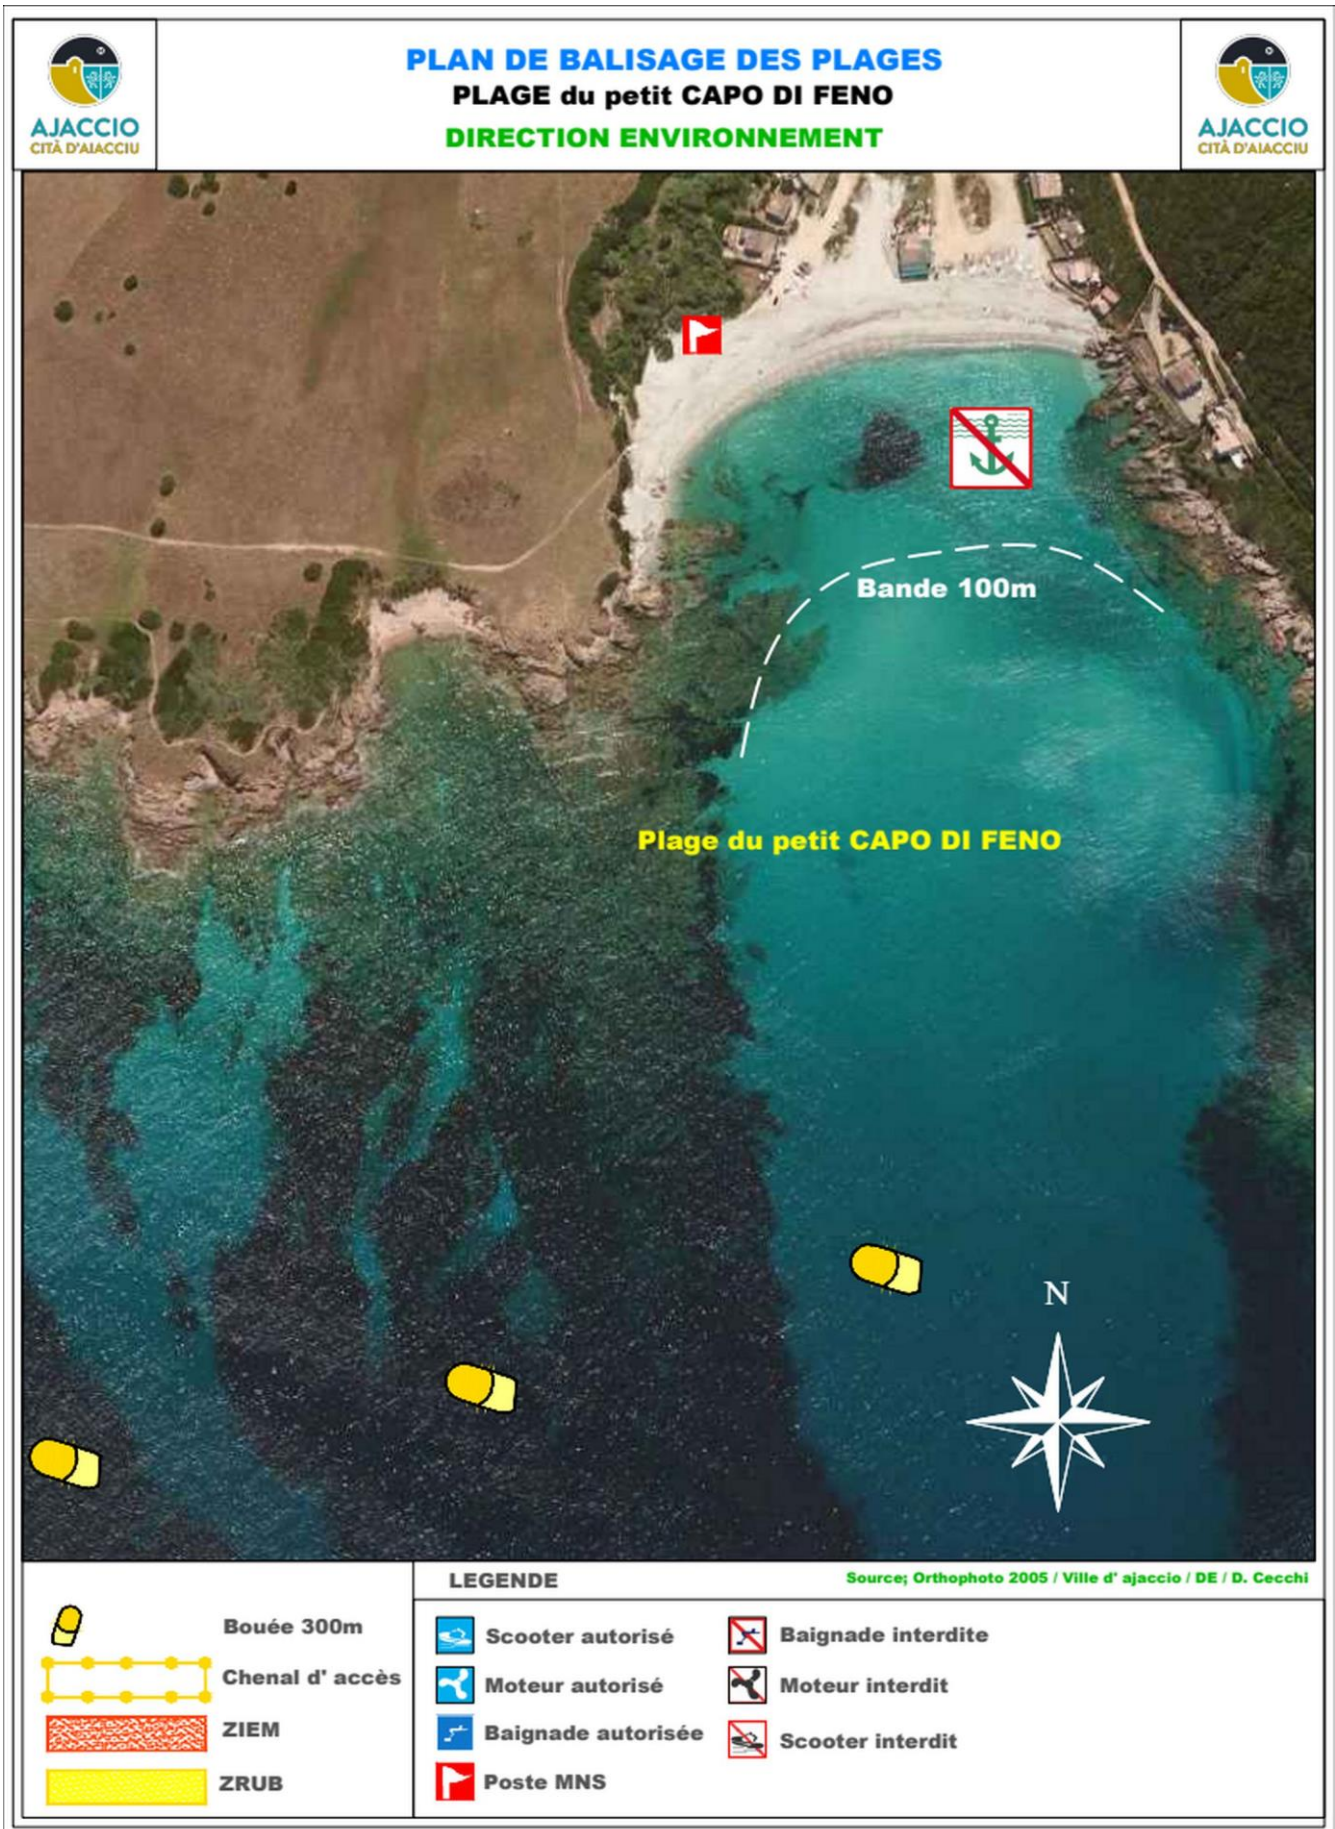 PLAN DE BALISAGE DES PLAGES
PLAGE du petit CAPO DI FENO
DIRECTION ENVIRONNEMENT
AJACCIO
CITÀ D'AIACCIU
AJACCIO
CITÀ D'AIACCIU
Bande 100m
Plage du petit CAPO DI FENO
N
LEGENDE
Source; Orthophoto 2005 / Ville d' ajaccio / DE / D. Cecchi
Bouée 300m
Chenal d' accès
ZIEM
ZRUB
Scooter autorisé
Moteur autorisé
Baignade autorisée
Poste MNS
Baignade interdite
Moteur interdit
Scooter interdit